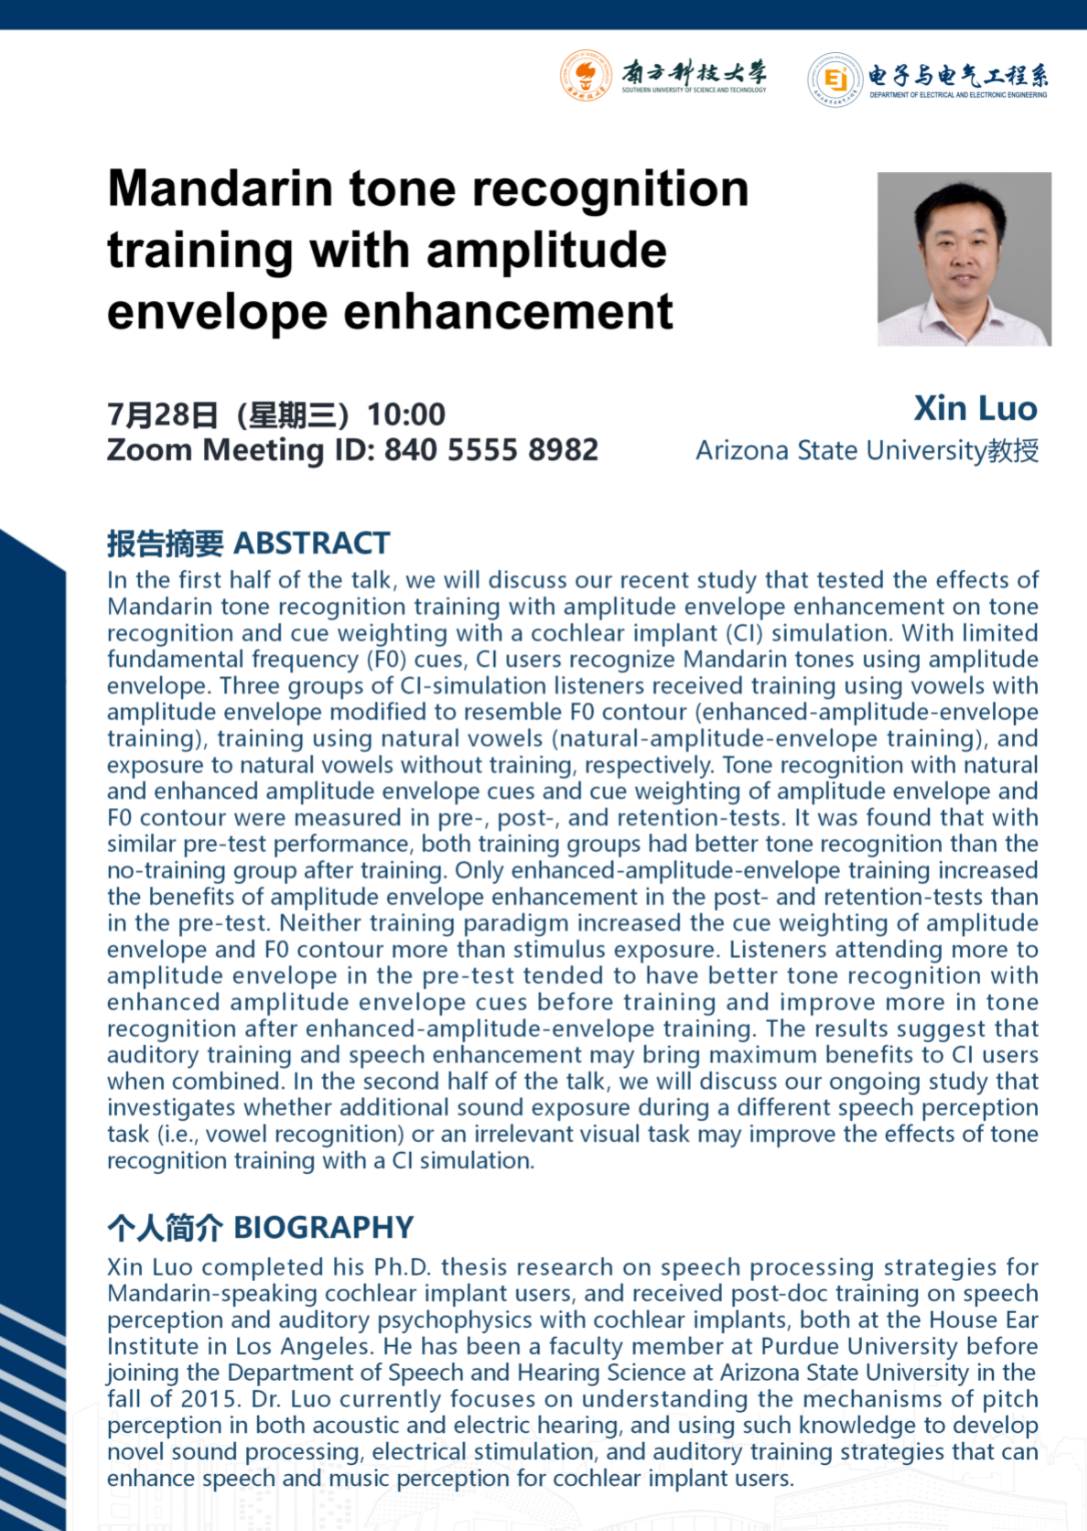 南方科技大学
SOUTHERN UNIVERSITY OF SCIENCE AND TECHNOLOGY
电子与电气工程系
DEPARTMENT OF ELECTRICAL AND ELECTRONIC ENGINEERING
Mandarin tone recognition
training with amplitude
envelope enhancement
7月28日（星期三）10:00
Zoom Meeting ID: 840 5555 8982
Xin Luo
Arizona State University教授
报告摘要 ABSTRACT
In the first half of the talk, we will discuss our recent study that tested the effects of
Mandarin tone recognition training with amplitude envelope enhancement on tone
recognition and cue weighting with a cochlear implant (CI) simulation. With limited
fundamental frequency (F0) cues, CI users recognize Mandarin tones using amplitude
envelope. Three groups of CI-simulation listeners received training using vowels with
amplitude envelope modified to resemble F0 contour (enhanced-amplitude-envelope
training), training using natural vowels (natural-amplitude-envelope training), and
exposure to natural vowels without training, respectively. Tone recognition with natural
and enhanced amplitude envelope cues and cue weighting of amplitude envelope and
F0 contour were measured in pre-, post-, and retention-tests. It was found that with
similar pre-test performance, both training groups had better tone recognition than the
no-training group after training. Only enhanced-amplitude-envelope training increased
the benefits of amplitude envelope enhancement in the post- and retention-tests than
in the pre-test. Neither training paradigm increased the cue weighting of amplitude
envelope and F0 contour more than stimulus exposure. Listeners attending more to
amplitude envelope in the pre-test tended to have better tone recognition with
enhanced amplitude envelope cues before training and improve more in tone
recognition after enhanced-amplitude-envelope training. The results suggest that
auditory training and speech enhancement may bring maximum benefits to CI users
when combined. In the second half of the talk, we will discuss our ongoing study that
investigates whether additional sound exposure during a different speech perception
task (i.e., vowel recognition) or an irrelevant visual task may improve the effects of tone
recognition training with a CI simulation.
个人简介 BIOGRAPHY
Xin Luo completed his Ph.D. thesis research on speech processing strategies for
Mandarin-speaking cochlear implant users, and received post-doc training on speech
perception and auditory psychophysics with cochlear implants, both at the House Ear
Institute in Los Angeles. He has been a faculty member at Purdue University before
joining the Department of Speech and Hearing Science at Arizona State University in the
fall of 2015. Dr. Luo currently focuses on understanding the mechanisms of pitch
perception in both acoustic and electric hearing, and using such knowledge to develop
novel sound processing, electrical stimulation, and auditory training strategies that can
enhance speech and music perception for cochlear implant users.